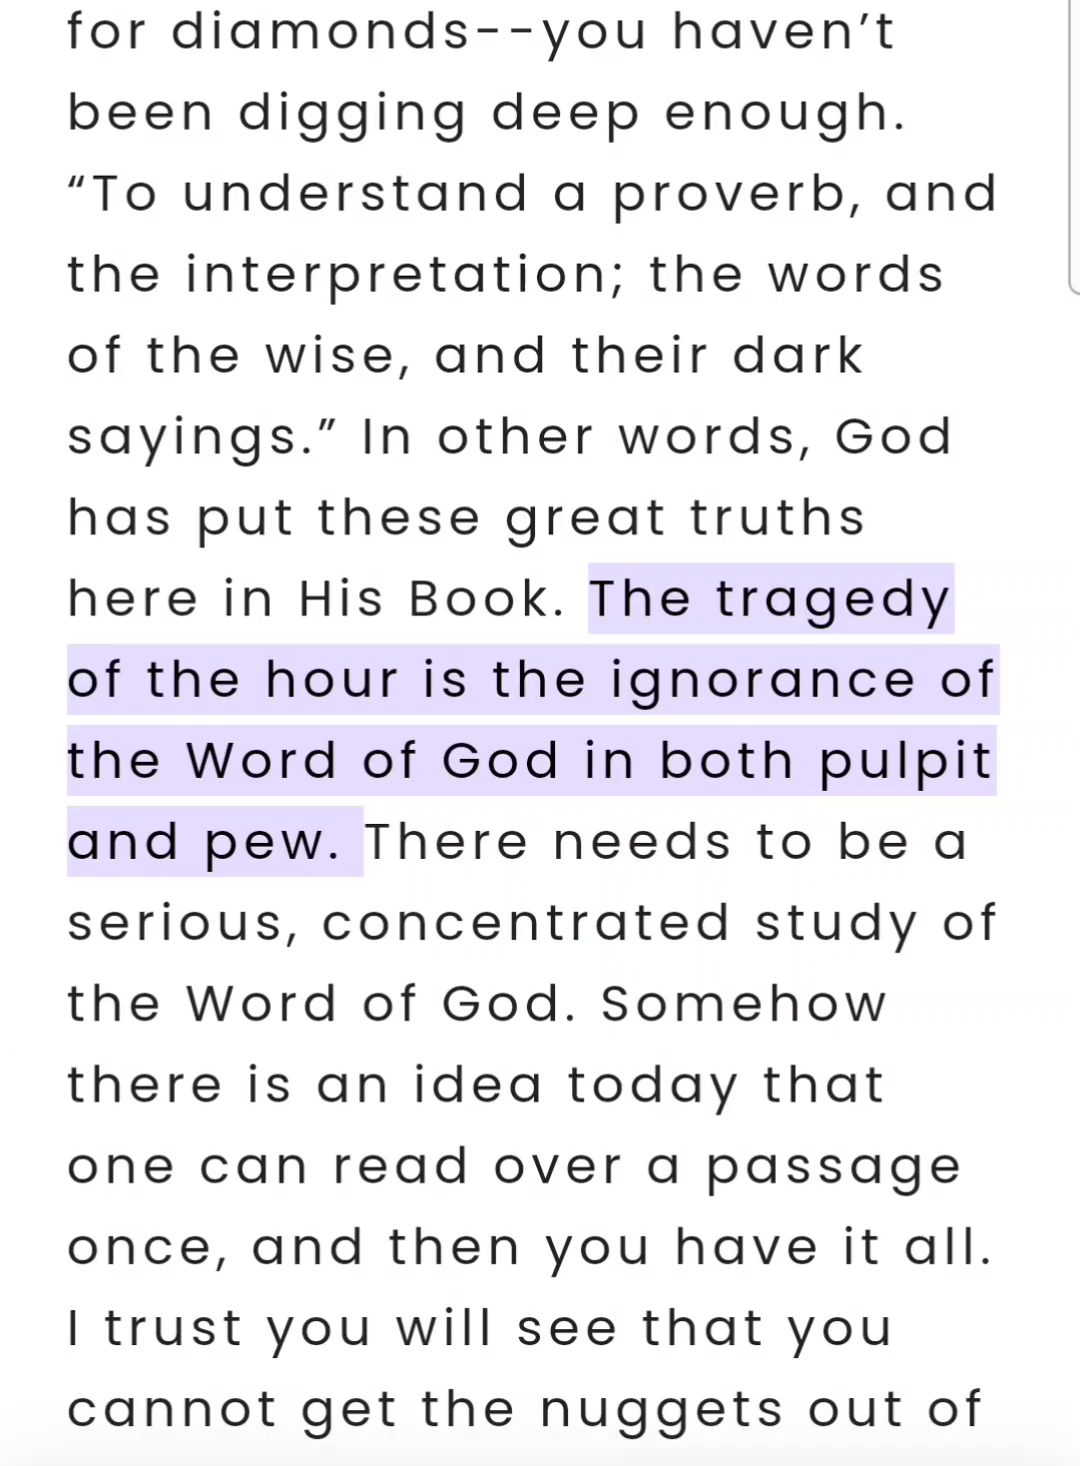 for diamonds--you haven’t
been digging deep enough.
“To understand a proverb, and
the interpretation; the words
of the wise, and their dark
sayings.” In other words, God
has put these great truths
here in His Book. The tragedy
of the hour is the ignorance of
the Word of God in both pulpit
and pew. There needs to be a
serious, concentrated study of
the Word of God. Somehow
there is an idea today that
one can read over a passage
once, and then you have it all.
I trust you will see that you
cannot get the nuggets out of